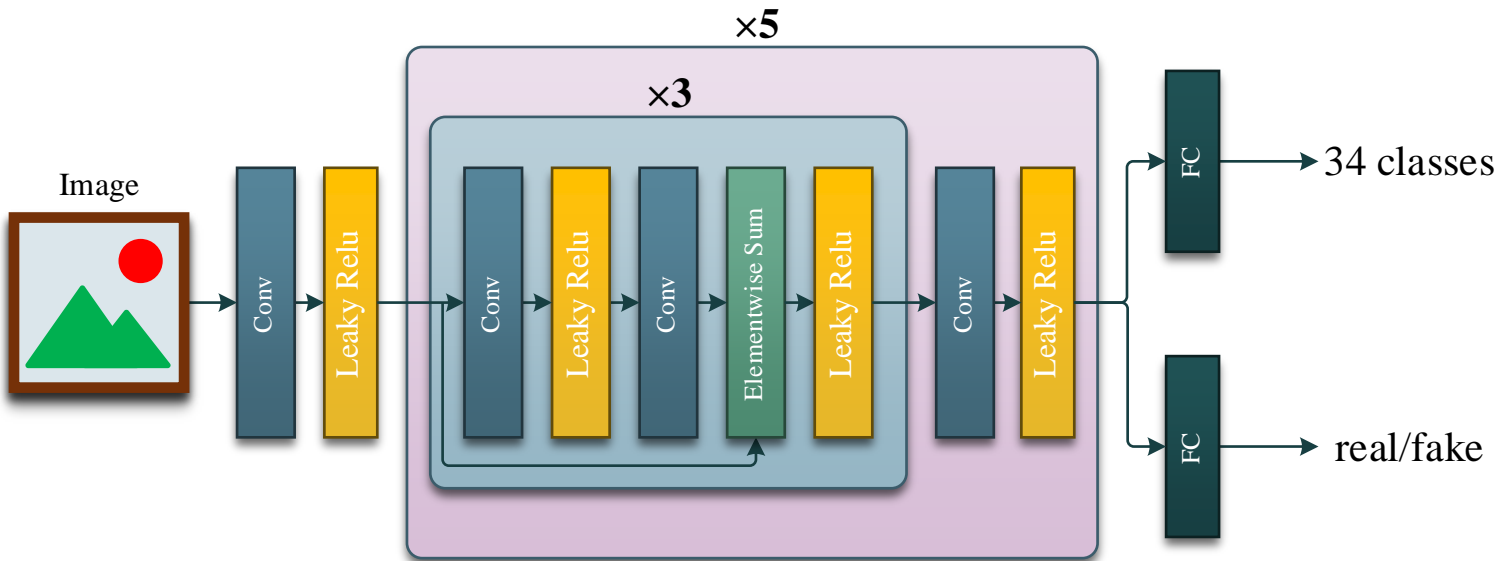 ×5
×3
Image
Conv
Leaky Relu
Conv
Leaky Relu
Conv
Elementwise Sum
Leaky Relu
Conv
Leaky Relu
FC
34 classes
FC
real/fake